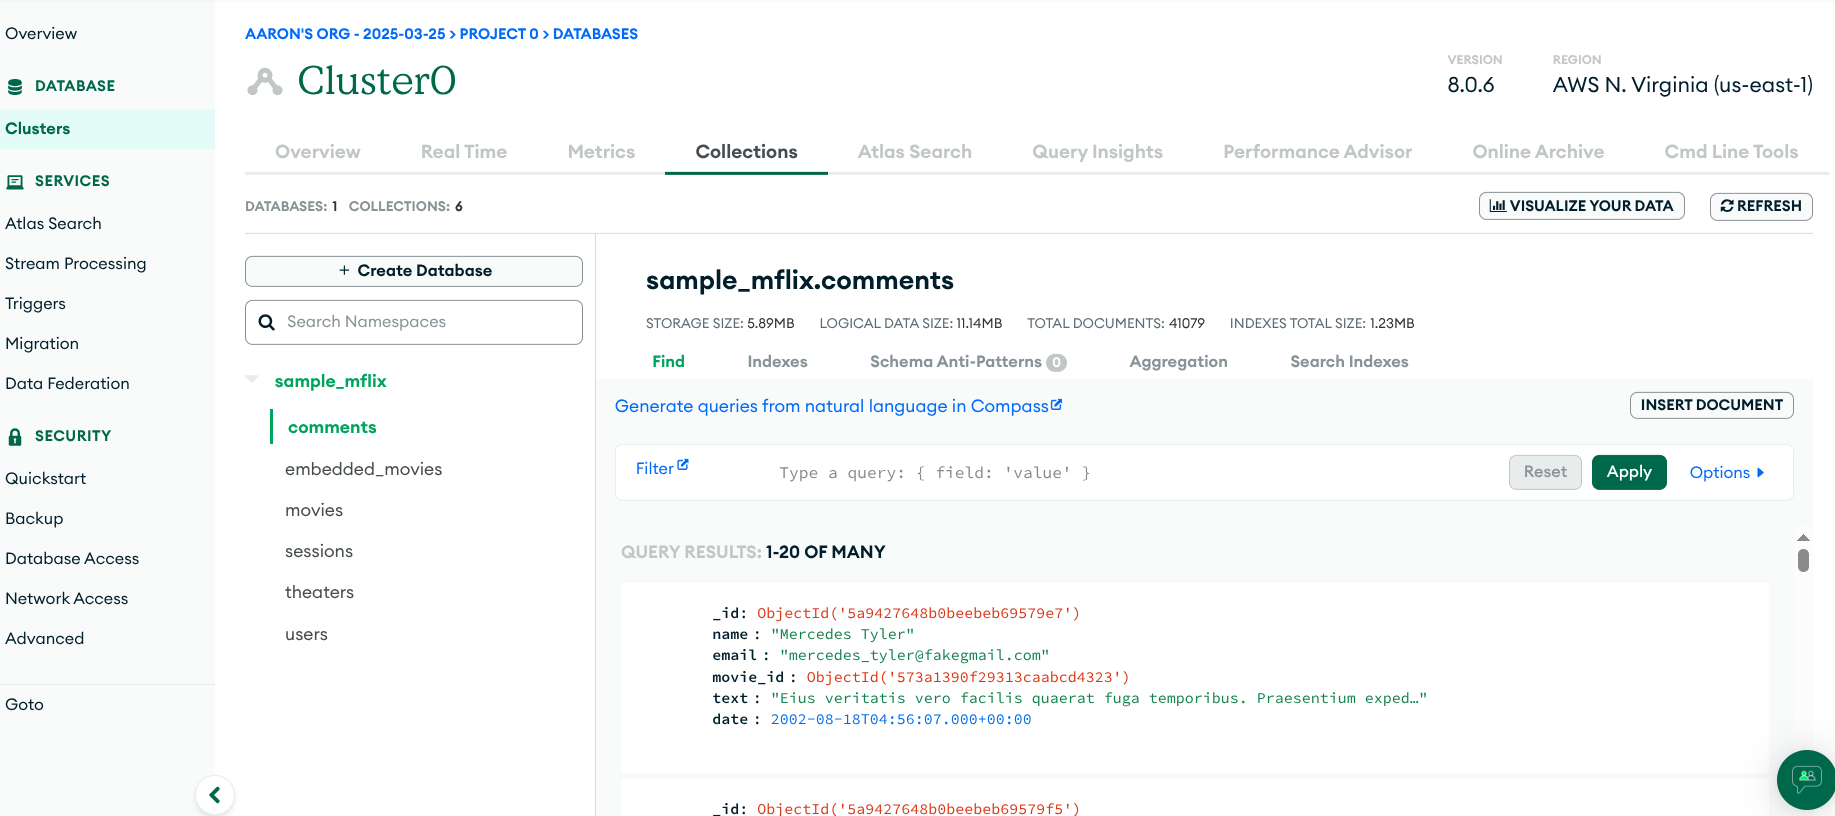 Overview
DATABASE
Clusters
SERVICES
Atlas Search
Stream Processing
Triggers
Migration
Data Federation
SECURITY
Quickstart
Backup
Database Access
Network Access
Advanced
Goto
AARON'S ORG - 2025-03-25 > PROJECT 0 > DATABASES
Cluster0
VERSION
8.0.6
REGION
AWS N. Virginia (us-east-1)
Overview Real Time Metrics Collections Atlas Search Query Insights Performance Advisor Online Archive Cmd Line Tools
DATABASES: 1 COLLECTIONS: 6
VISUALIZE YOUR DATA
REFRESH
+ Create Database
Search Namespaces
sample_mflix
comments
embedded_movies
movies
sessions
theaters
users
sample_mflix.comments
STORAGE SIZE: 5.89MB LOGICAL DATA SIZE: 11.14MB TOTAL DOCUMENTS: 41079 INDEXES TOTAL SIZE: 1.23MB
Find Indexes Schema Anti-Patterns 0 Aggregation Search Indexes
Generate queries from natural language in Compass
INSERT DOCUMENT
Filter Type a query: { field: 'value' } Reset Apply Options
QUERY RESULTS: 1-20 OF MANY
_id: ObjectId('5a9427648b0beebeb69579e7')
name : "Mercedes Tyler"
email : "mercedes_tyler@fakegmail.com"
movie_id : ObjectId('573a1390f29313caabcd4323')
text : "Eius veritatis vero facilis quaerat fuga temporibus. Praesentium exped…"
date : 2002-08-18T04:56:07.000+00:00
_id: ObjectId('5a9427648b0beebeb69579f5')